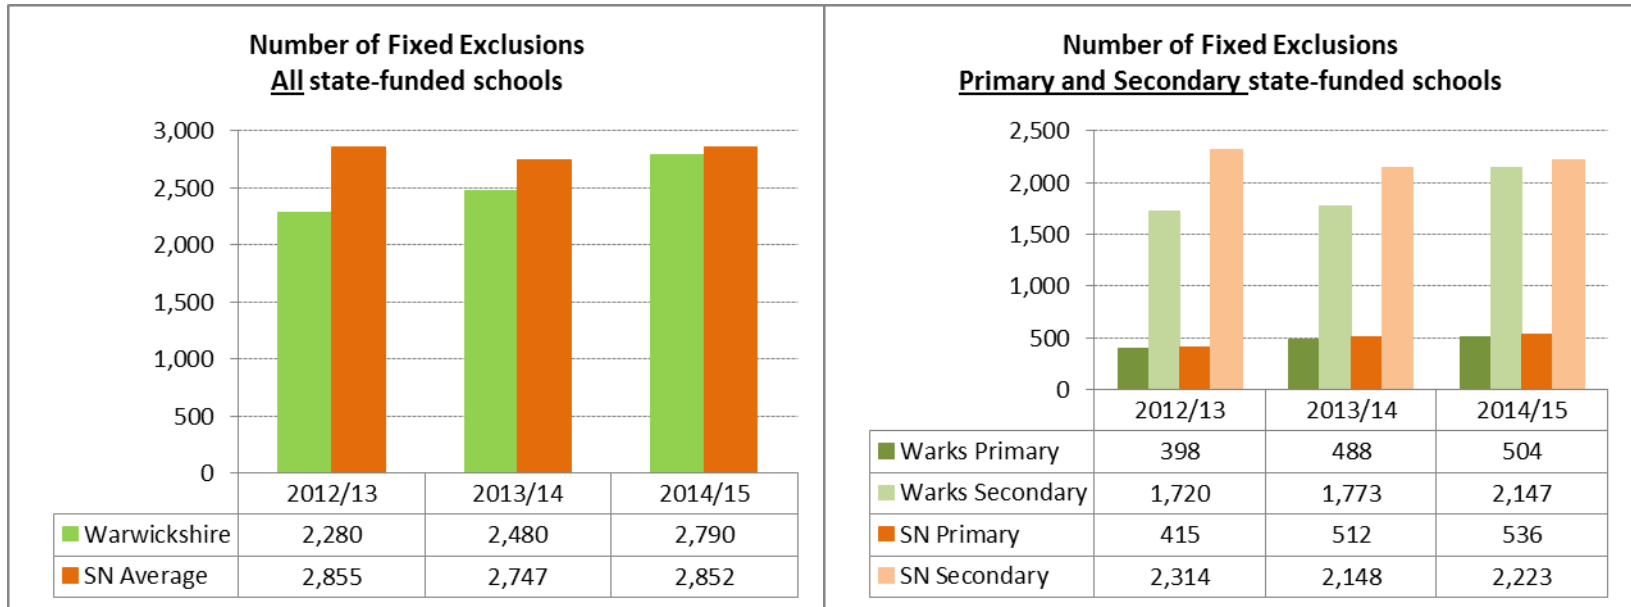 Number of Fixed Exclusions
All state-funded schools
3,000
2,500
2,000
1,500
1,000
500
0
2012/13 2013/14 2014/15
Warwickshire 2,280 2,480 2,790
SN Average 2,855 2,747 2,852
Number of Fixed Exclusions
Primary and Secondary state-funded schools
2,500
2,000
1,500
1,000
500
0
2012/13 2013/14 2014/15
Warks Primary 398 488 504
Warks Secondary 1,720 1,773 2,147
SN Primary 415 512 536
SN Secondary 2,314 2,148 2,223